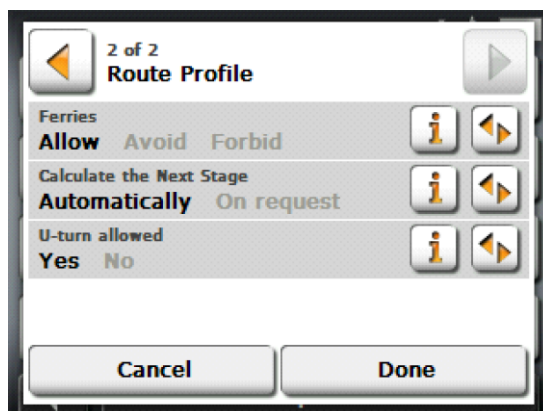 2 of 2
Route Profile
Ferries
Allow Avoid Forbid
Calculate the Next Stage
Automatically On request
U-turn allowed
Yes No
Cancel Done